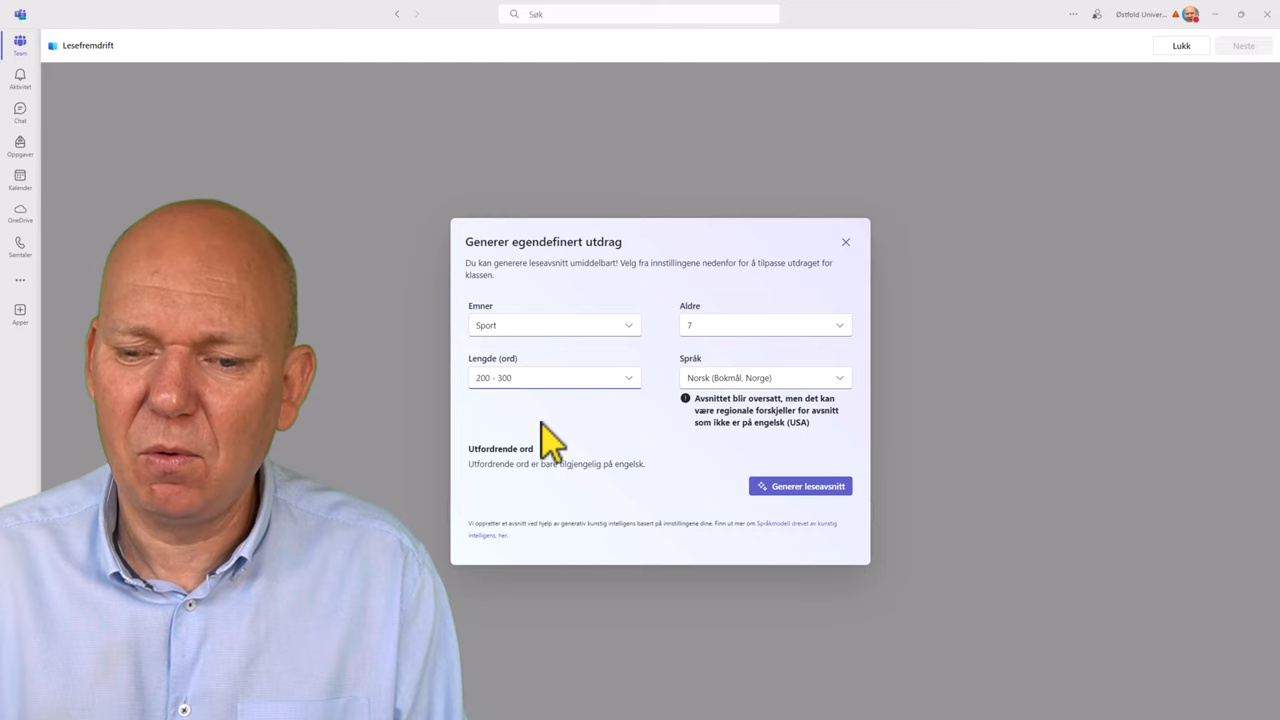 Søk
Østfold Univer...
Team
Lesefremdrift
Lukk
Neste
Aktivitet
Chat
Oppgaver
Kalender
OneDrive
Samtaler
Apper
Generer egendefinert utdrag
Du kan generere leseavsnitt umiddelbart! Velg fra innstillingene nedenfor for å tilpasse utdraget for
klassen.
Emner
Aldre
Sport
7
Lengde (ord)
Språk
200 - 300
Norsk (Bokmål, Norge)
Avsnittet blir oversatt, men det kan
være regionale forskjeller for avsnitt
som ikke er på engelsk (USA)
Utfordrende ord
Utfordrende ord er bare tilgjengelig på engelsk.
Generer leseavsnitt
Vi oppretter et avsnitt ved hjelp av generativ kunstig intelligens basert på innstillingene dine. Finn ut mer om Språkmodell drevet av kunstig
intelligens, her.